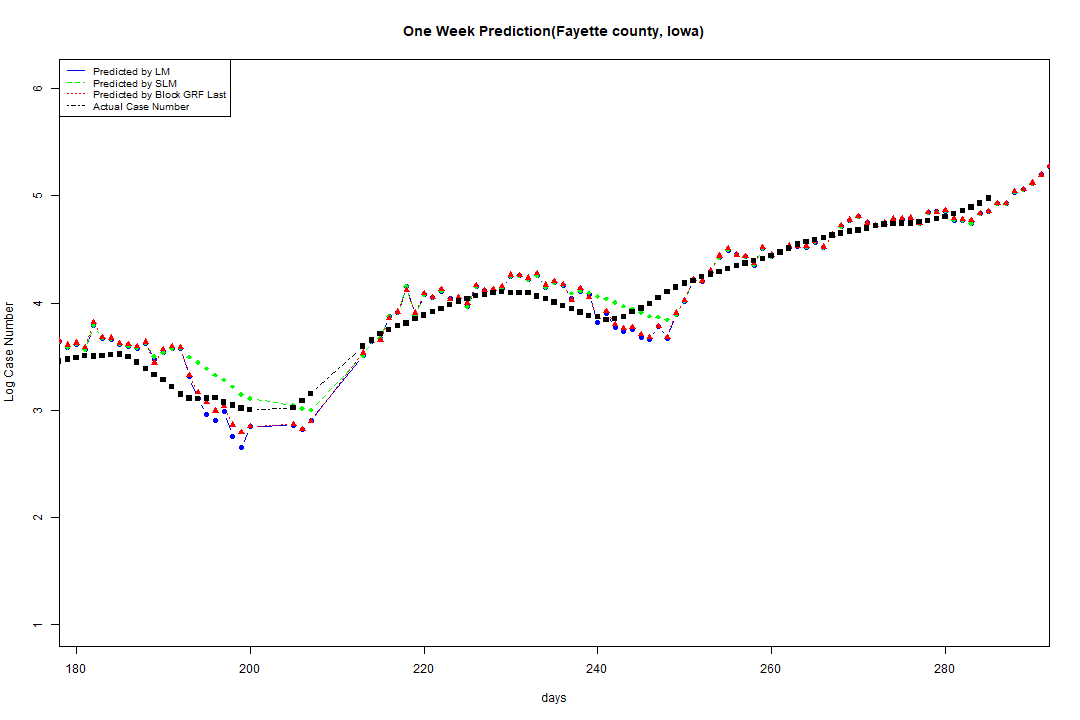 One Week Prediction(Fayette county, Iowa)
Predicted by LM
Predicted by SLM
Predicted by Block GRF Last
Actual Case Number
6
5
4
3
2
1
Log Case Number
180 200 220 240 260 280
days